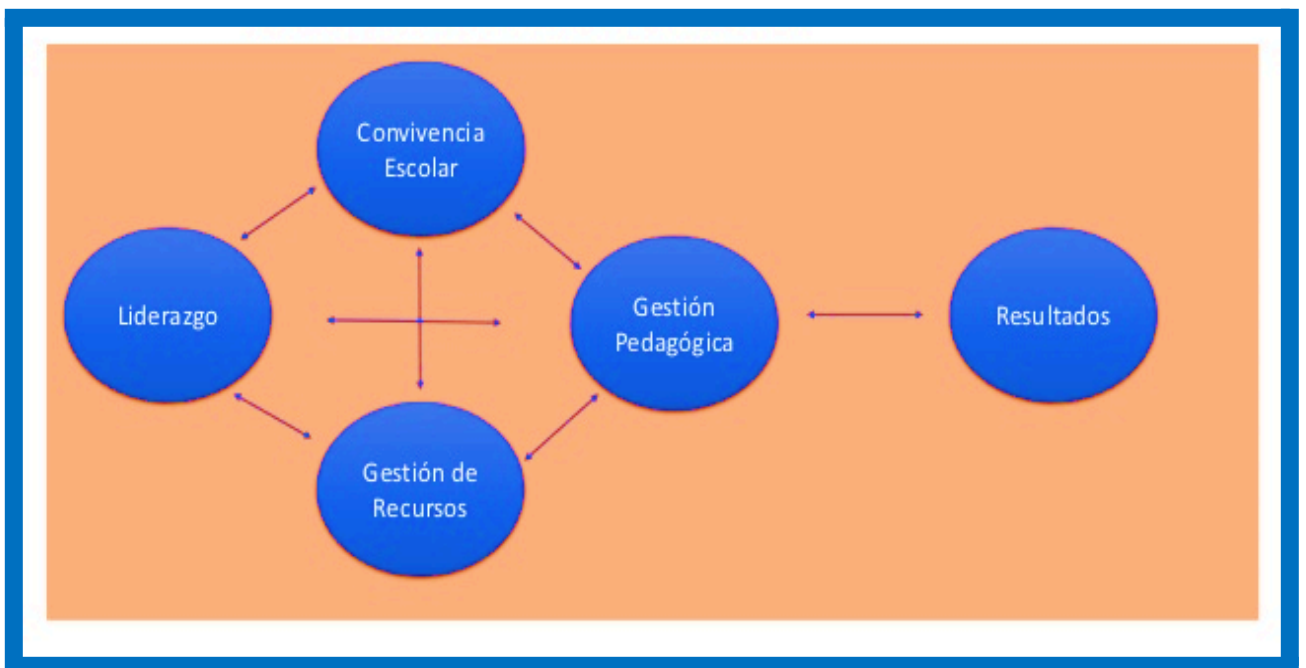 Convivencia
Escolar
Liderazgo
Gestión
Pedagógica
Resultados
Gestión de
Recursos